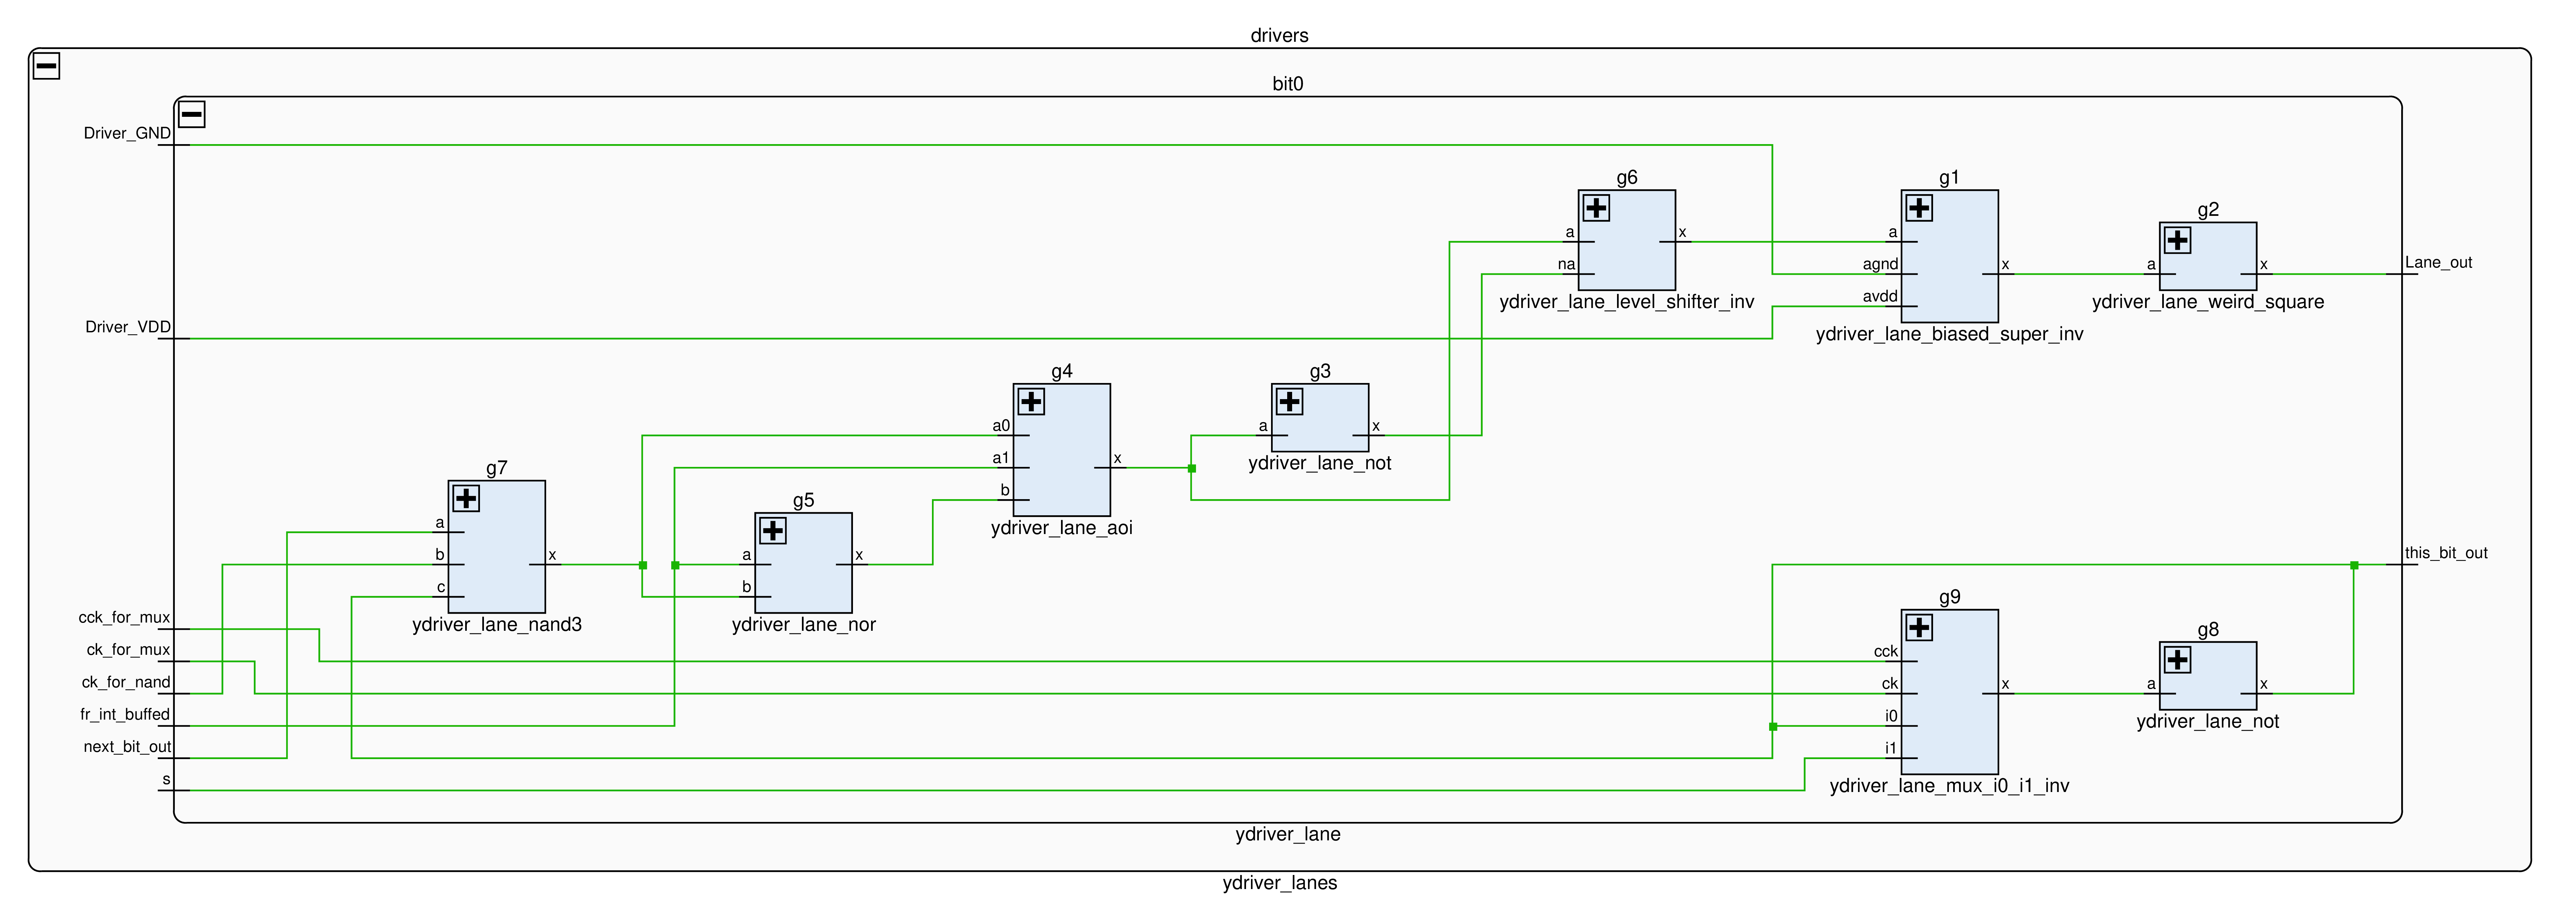 drivers
bit0
Driver_GND
g6
g1
g2
a
x
a
na
agnd
x
a
x
Lane_out
avdd
ydriver_lane_level_shifter_inv
ydriver_lane_weird_square
Driver_VDD
ydriver_lane_biased_super_inv
g4
g3
a0
a
x
a1
x
ydriver_lane_not
b
ydriver_lane_aoi
g7
g5
a
b
x
a
x
c
b
ydriver_lane_nand3
ydriver_lane_nor
this_bit_out
g9
g8
cck_for_mux
ck_for_mux
ck_for_nand
fr_int_buffed
next_bit_out
s
cck
ck
x
a
x
i0
ydriver_lane_not
i1
ydriver_lane_mux_i0_i1_inv
ydriver_lane
ydriver_lanes